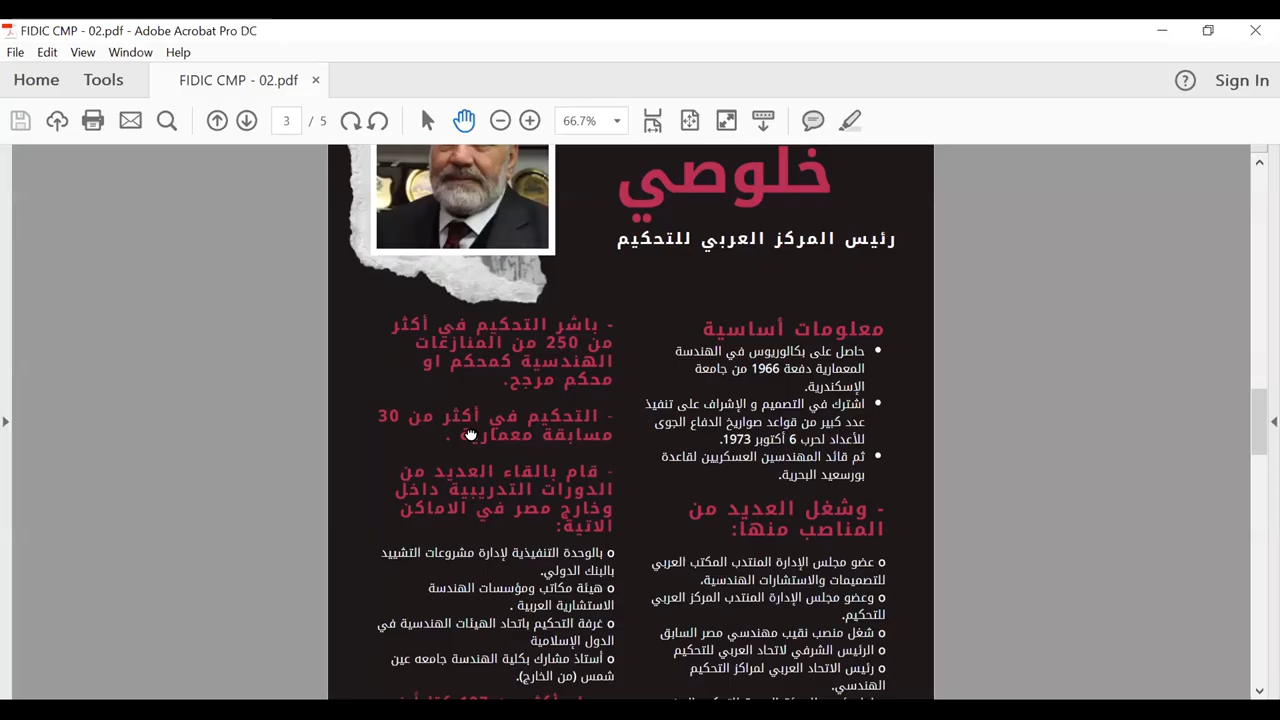 FIDIC CMP - 02.pdf - Adobe Acrobat Pro DC
File Edit View Window Help
Home Tools FIDIC CMP - 02.pdf × Sign In
3 / 5 66.7%
خلوصي
رئيس المركز العربي للتحكيم
معلومات أساسية
حاصل على بكالوريوس في الهندسة
المعمارية دفعة 1966 من جامعة
الإسكندرية.
اشترك في التصميم و الإشراف على تنفيذ
عدد كبير من قواعد صواريخ الدفاع الجوى
للأعداد لحرب 6 أكتوبر 1973.
ثم قائد المهندسين العسكريين لقاعدة
بورسعيد البحرية.
- وشغل العديد من
المناصب منها:
o عضو مجلس الإدارة المنتدب المكتب العربي
للتصميمات والاستشارات الهندسية،
o وعضو مجلس الإدارة المنتدب المركز العربي
للتحكيم.
o شغل منصب نقيب مهندسي مصر السابق
o الرئيس الشرفي لاتحاد العربي للتحكيم
o رئيس الاتحاد العربي لمراكز التحكيم
الهندسي.
- باشر التحكيم في أكثر
من 250 من المنازعات
الهندسية كمحكم او
محكم مرجح.
- التحكيم في أكثر من 30
مسابقة معمارية .
- قام بالقاء العديد من
الدورات التدريبية داخل
وخارج مصر في الاماكن
الاتية:
o بالوحدة التنفيذية لإدارة مشروعات التشييد
بالبنك الدولي.
o هيئة مكاتب ومؤسسات الهندسة
الاستشارية العربية .
o غرفة التحكيم باتحاد الهيئات الهندسية في
الدول الإسلامية
o أستاذ مشارك بكلية الهندسة جامعه عين
شمس (من الخارج).